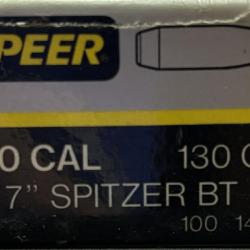 PEER
0 CAL 130 G
7" SPITZER BT
100 14